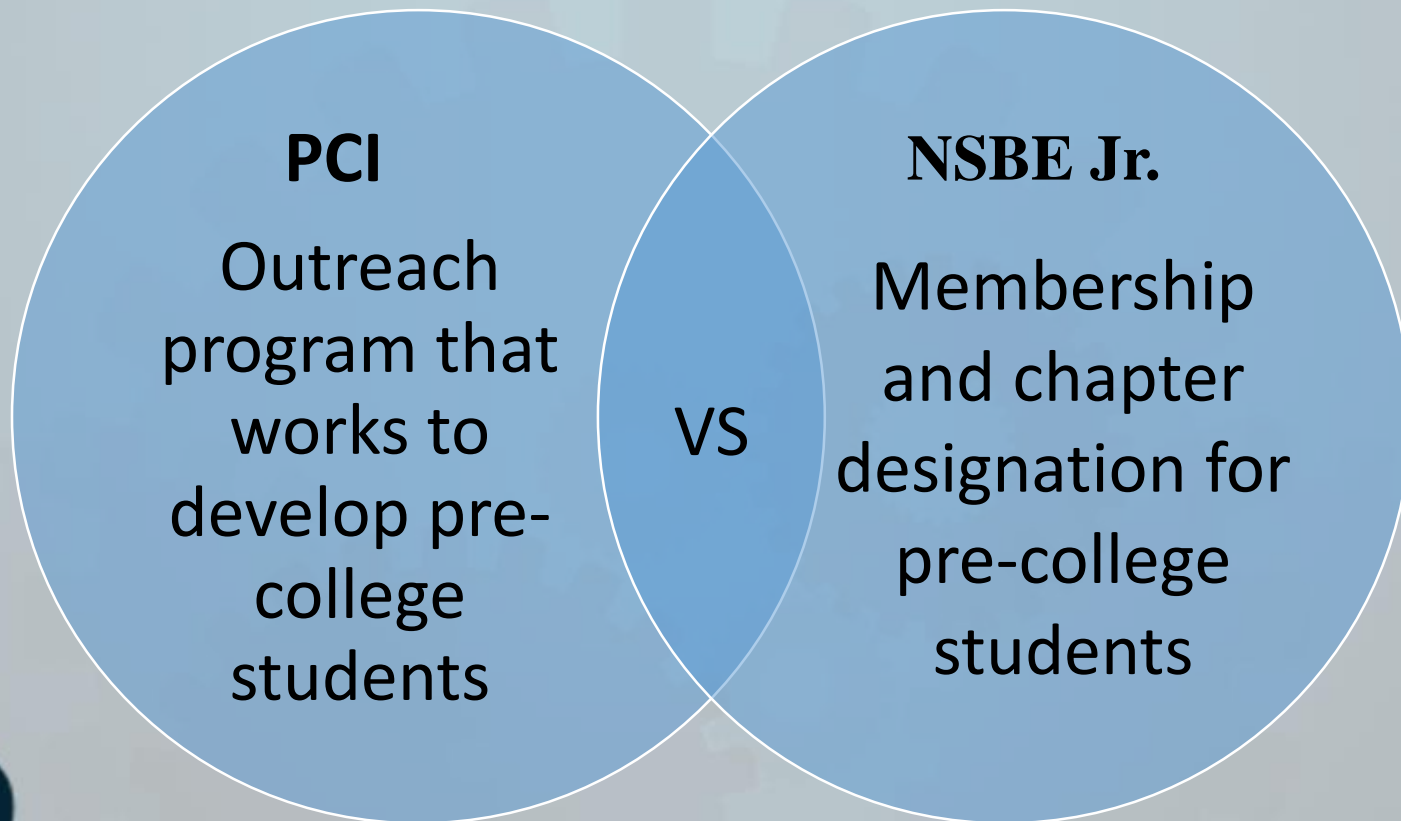 PCI
Outreach
program that
works to
develop pre-
college
students
VS
NSBE Jr.
Membership
and chapter
designation for
pre-college
students